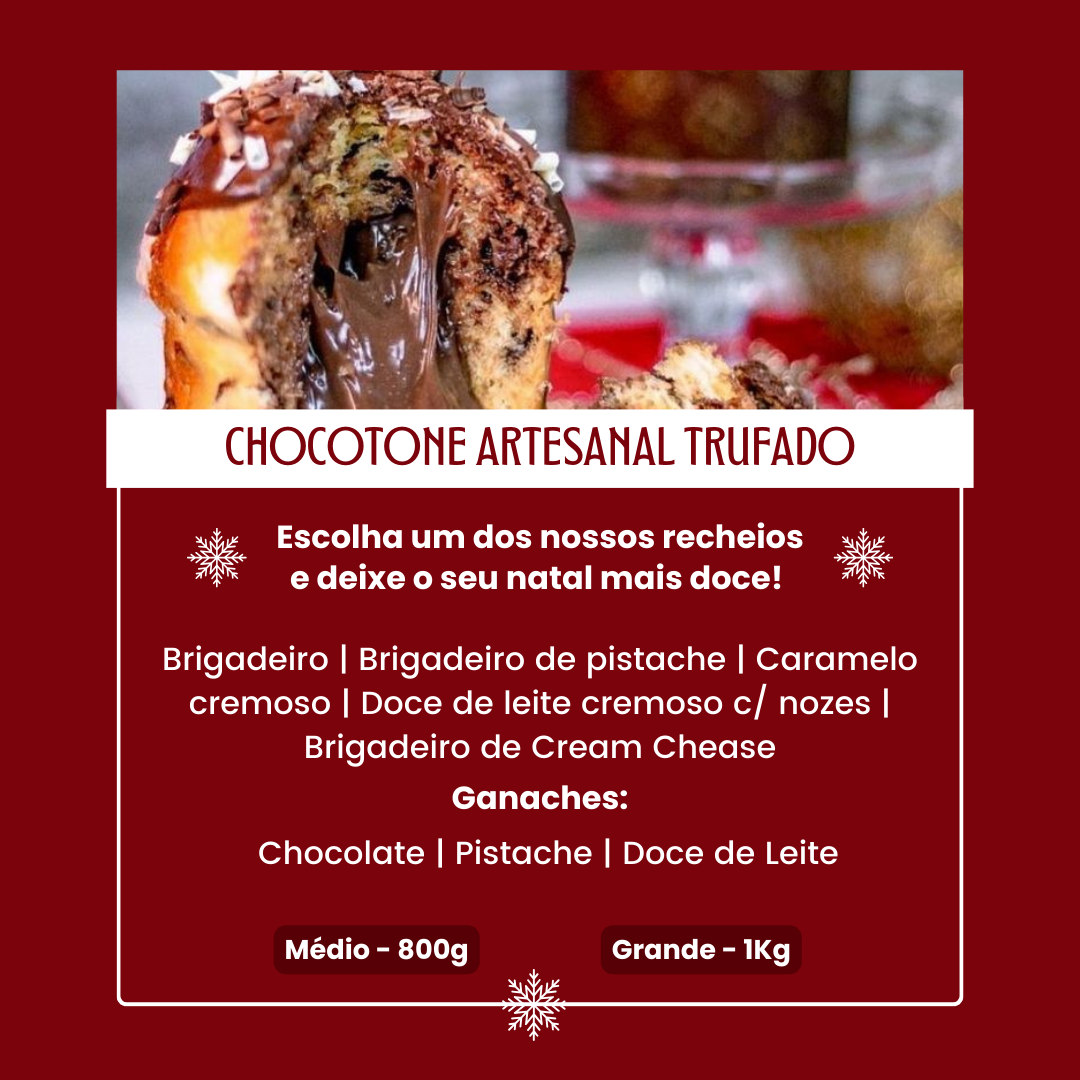 CHOCOTONE ARTESANAL TRUFADO
Escolha um dos nossos recheios
e deixe o seu natal mais doce!
Brigadeiro | Brigadeiro de pistache | Caramelo
cremoso | Doce de leite cremoso c/ nozes |
Brigadeiro de Cream Chease
Ganaches:
Chocolate | Pistache | Doce de Leite
Médio - 800g
Grande - 1Kg